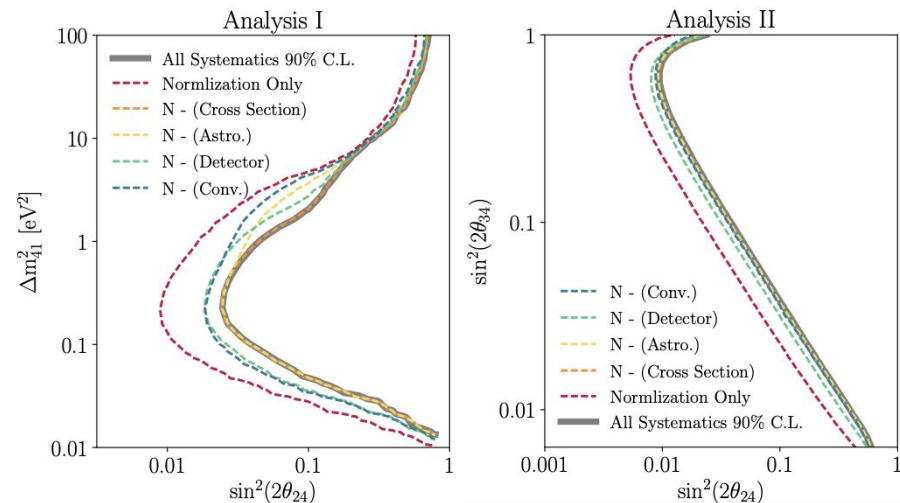 Analysis I
100
10
1
0.1
0.01
Δm²₄₁ [eV²]
All Systematics 90% C.L.
Normlization Only
N - (Cross Section)
N - (Astro.)
N - (Detector)
N - (Conv.)
0.01
0.1
1
sin²(2θ₂₄)
Analysis II
1
0.1
0.01
sin²(2θ₃₄)
N - (Conv.)
N - (Detector)
N - (Astro.)
N - (Cross Section)
Normlization Only
All Systematics 90% C.L.
0.001
0.01
0.1
1
sin²(2θ₂₄)